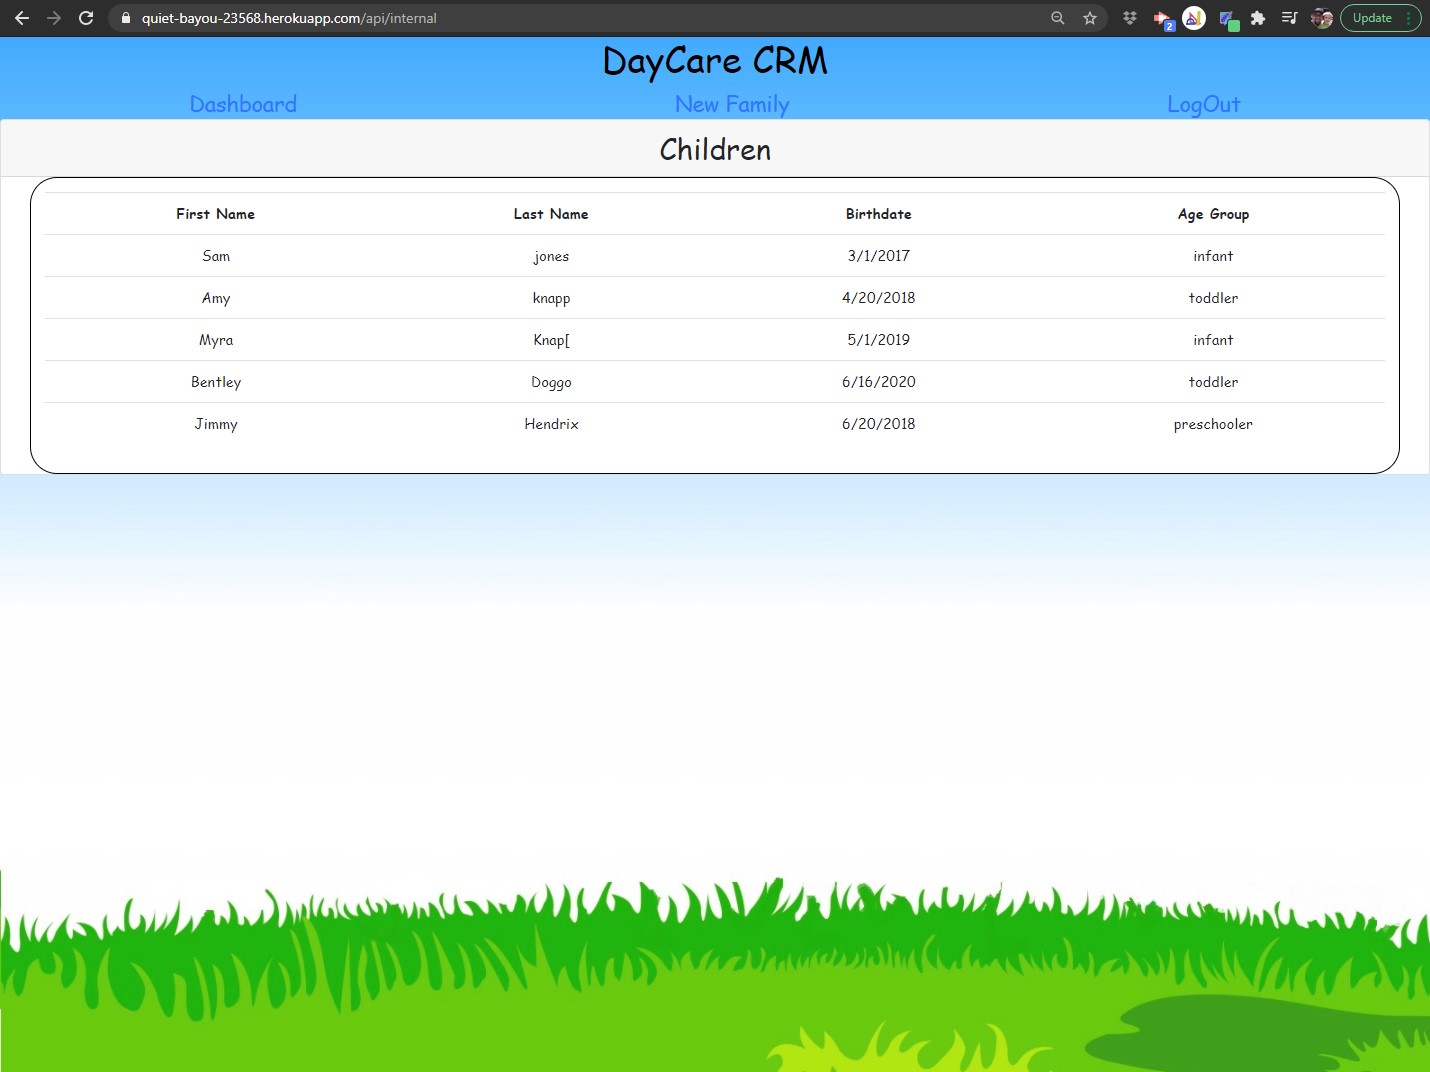 quiet-bayou-23568.herokuapp.com/api/internal
2
Update
DayCare CRM
Dashboard New Family LogOut
Children
First Name Last Name Birthdate Age Group
Sam jones 3/1/2017 infant
Amy knapp 4/20/2018 toddler
Myra Knap[ 5/1/2019 infant
Bentley Doggo 6/16/2020 toddler
Jimmy Hendrix 6/20/2018 preschooler